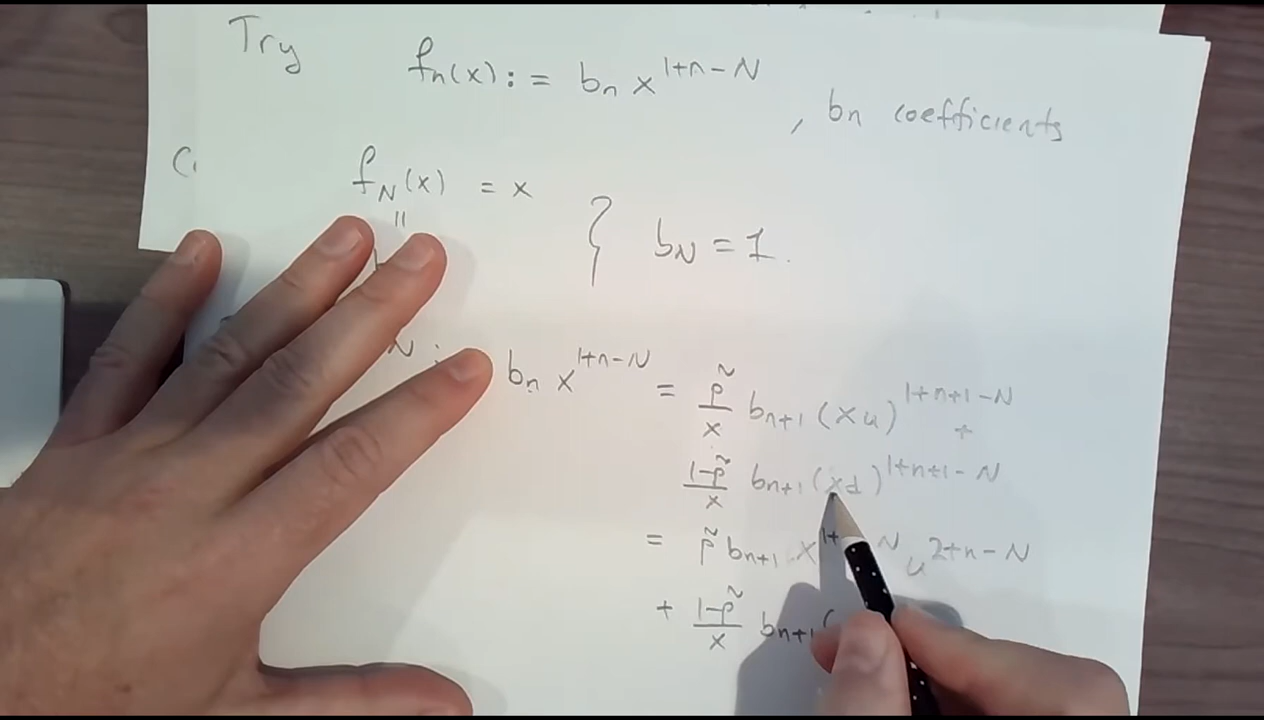 Try fn(x) := bn x^{1+n-N} , bn coefficients
fN(x) = x } bN = 1.
"
N : bn x^{1+n-N} = p̃/x bn+1 (xu)^{1+n+1-N} +
1-p̃/x bn+1 (xd)^{1+n+1-N}
= p̃ bn+1 x^{1+ N} u^{2+n-N}
+ 1-p̃/x bn+1 (